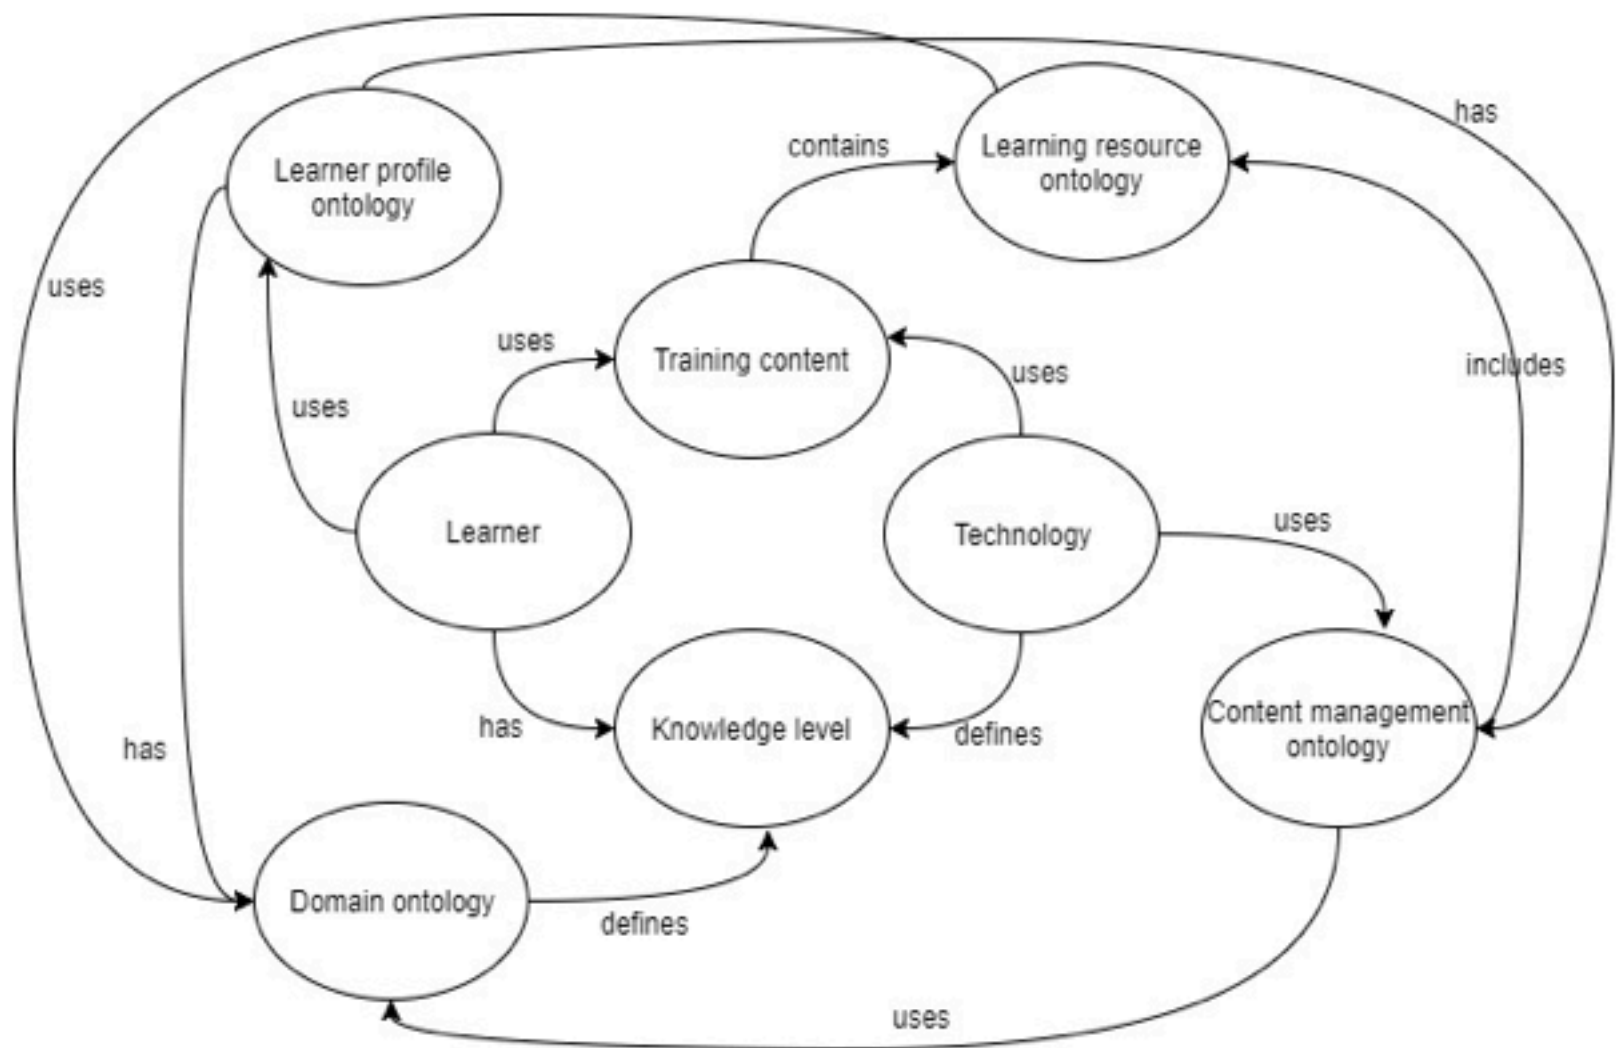 has
contains
Learning resource
ontology
Learner profile
ontology
uses
uses
Training content
uses
includes
uses
Learner
Technology
uses
has
Knowledge level
defines
Content management
ontology
has
Domain ontology
defines
uses